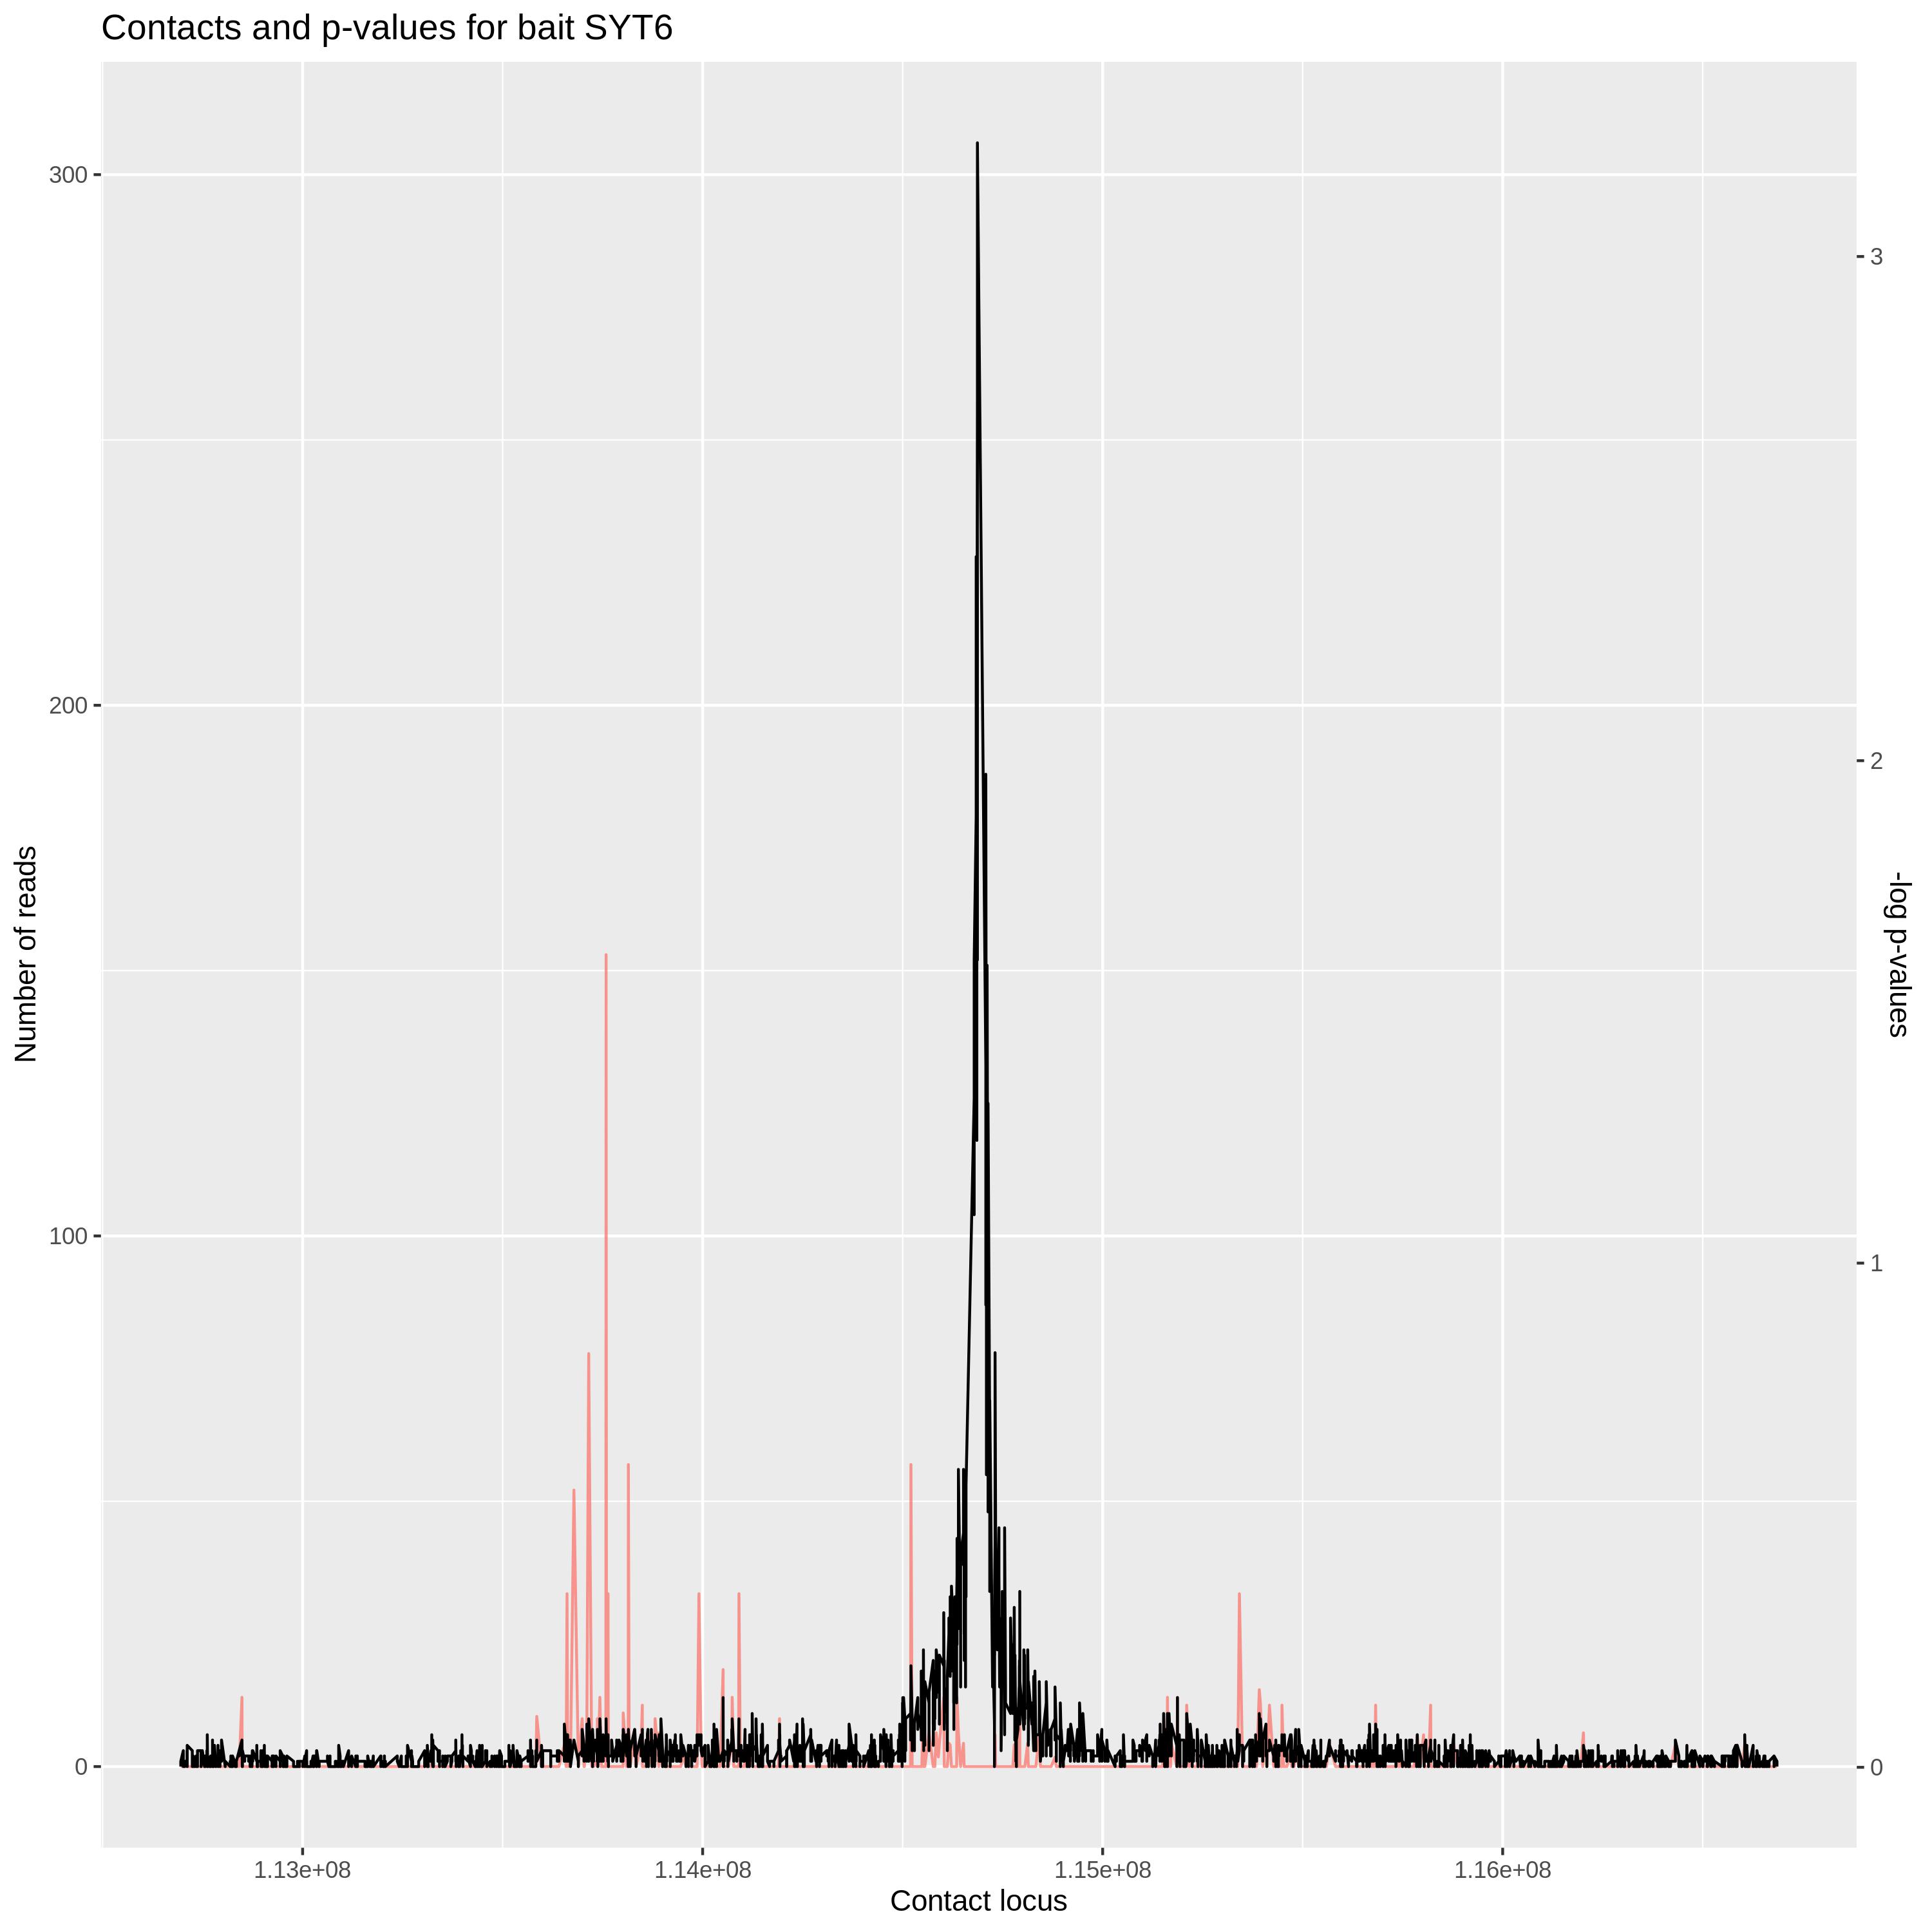 Contacts and p-values for bait SYT6
300
200
100
0
Number of reads
3
2
1
0
-log p-values
1.13e+08
1.14e+08
1.15e+08
1.16e+08
Contact locus